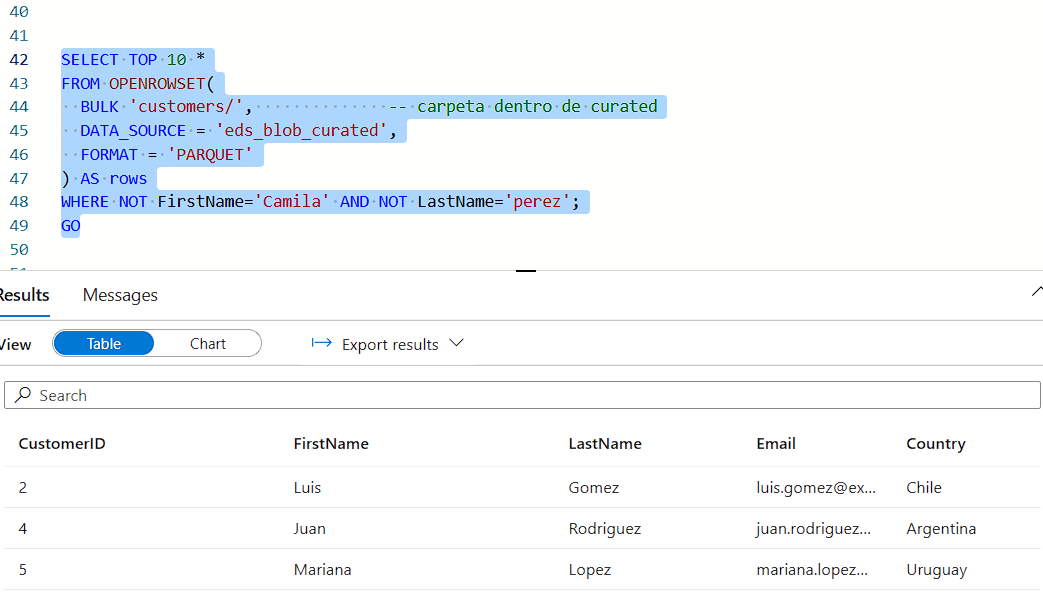 40
41
42 SELECT TOP 10 *
43 FROM OPENROWSET(
44 BULK 'customers/', -- carpeta dentro de curated
45 DATA_SOURCE = 'eds_blob_curated',
46 FORMAT = 'PARQUET'
47 ) AS rows
48 WHERE NOT FirstName='Camila' AND NOT LastName='perez';
49 GO
50
Results Messages
View Table Chart Export results
Search
CustomerID FirstName LastName Email Country
2 Luis Gomez luis.gomez@ex... Chile
4 Juan Rodriguez juan.rodriguez... Argentina
5 Mariana Lopez mariana.lopez... Uruguay